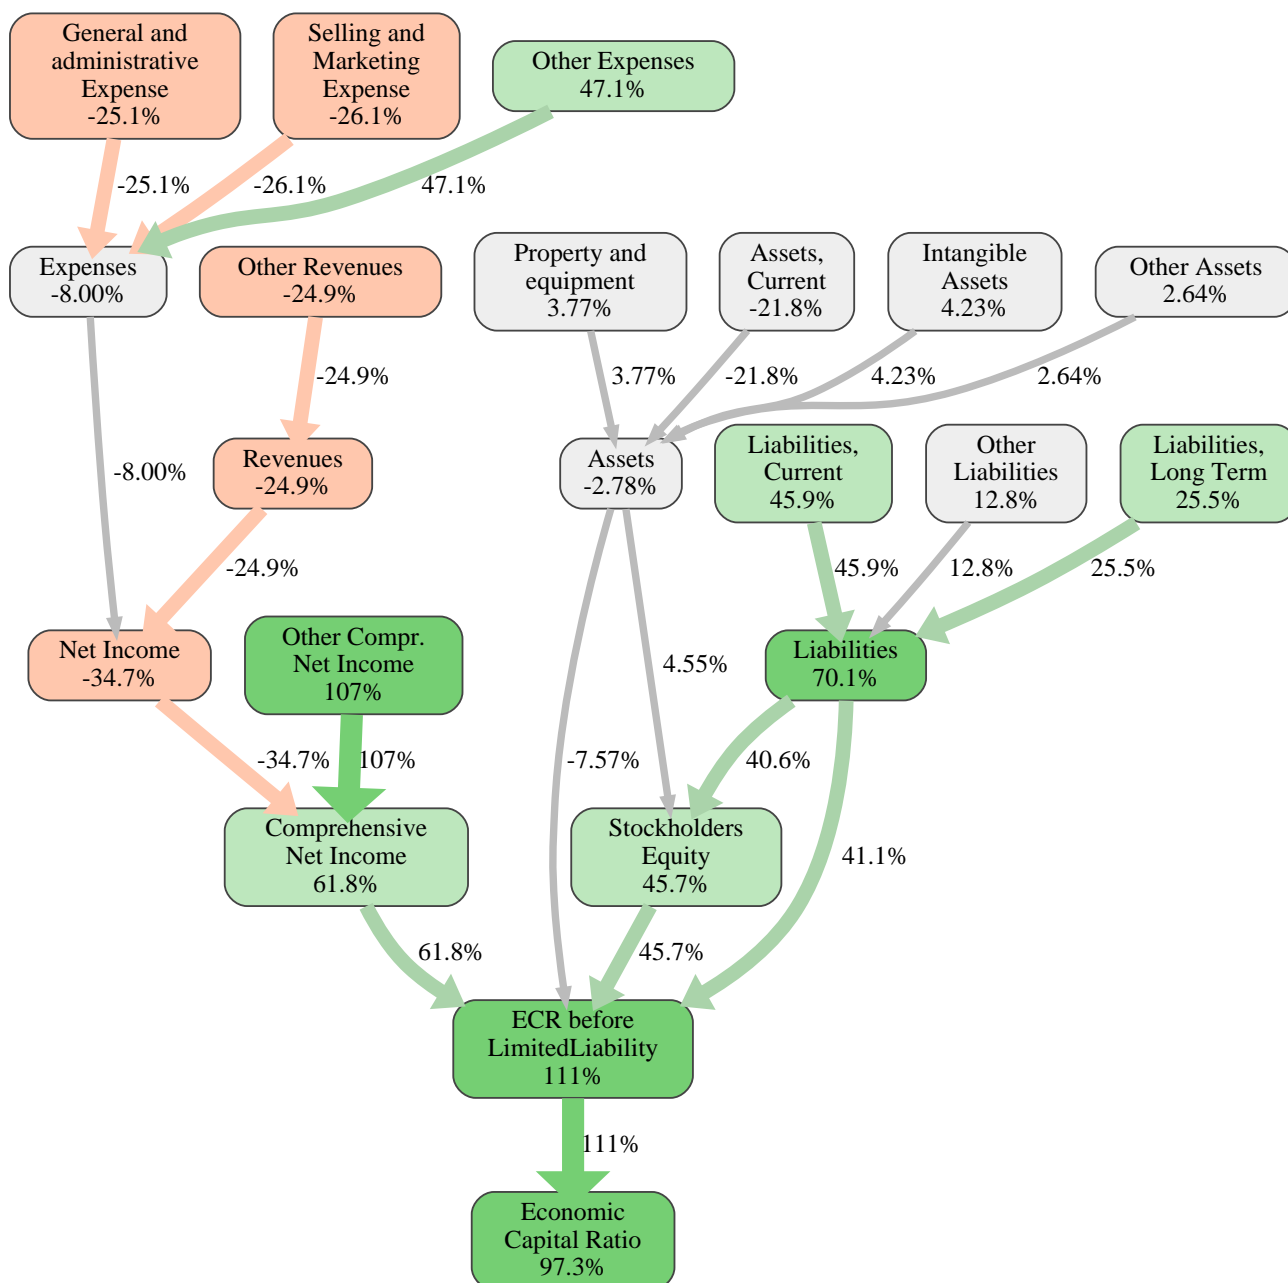 General and
administrative
Expense
-25.1%
Selling and
Marketing
Expense
-26.1%
Other Expenses
47.1%
-25.1%
-26.1%
47.1%
Expenses
-8.00%
Other Revenues
-24.9%
Property and
equipment
3.77%
Assets,
Current
-21.8%
Intangible
Assets
4.23%
Other Assets
2.64%
-24.9%
3.77%
-21.8%
4.23%
2.64%
-8.00%
Revenues
-24.9%
Assets
-2.78%
Liabilities,
Current
45.9%
Other
Liabilities
12.8%
Liabilities,
Long Term
25.5%
-24.9%
45.9%
12.8%
25.5%
Net Income
-34.7%
Other Compr.
Net Income
107%
4.55%
Liabilities
70.1%
-34.7%
107%
-7.57%
40.6%
Comprehensive
Net Income
61.8%
Stockholders
Equity
45.7%
41.1%
61.8%
45.7%
ECR before
LimitedLiability
111%
111%
Economic
Capital Ratio
97.3%